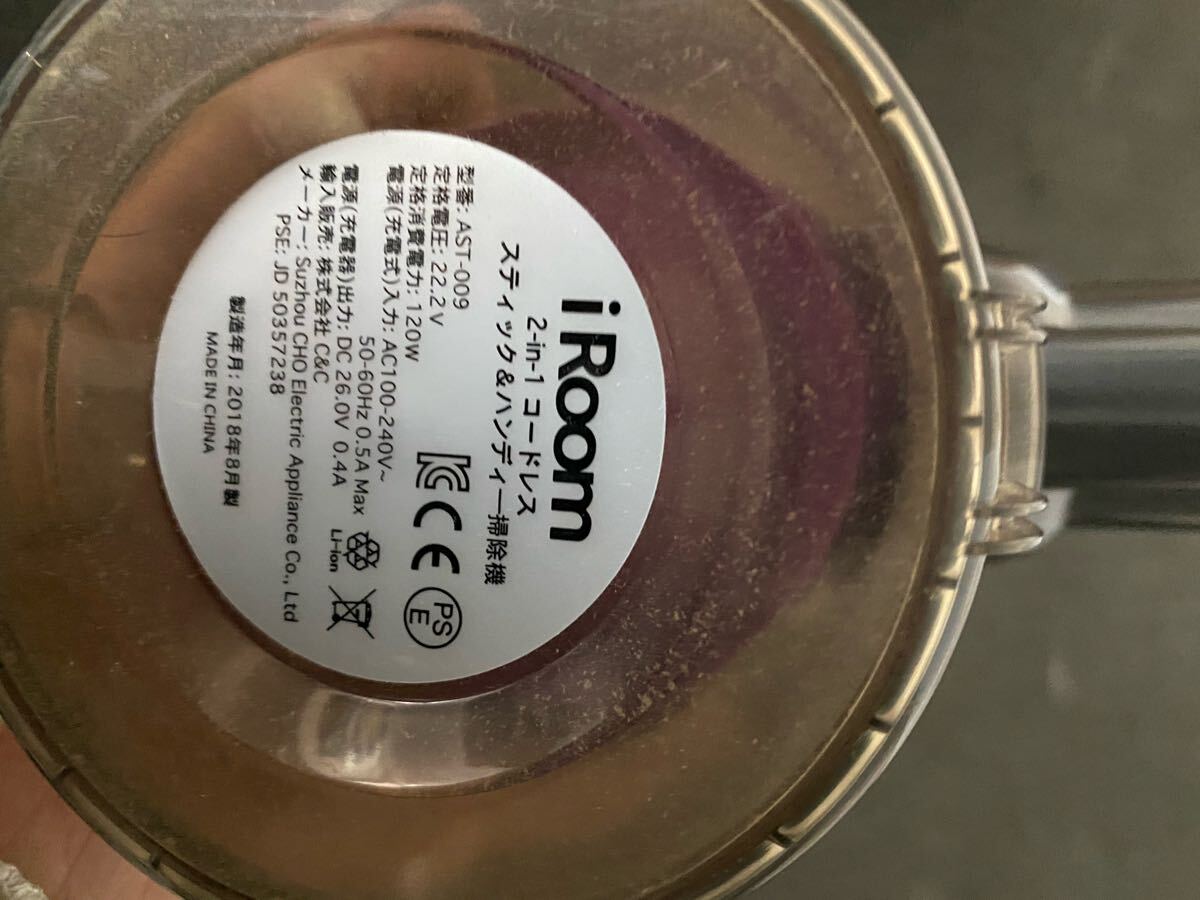 i Room
2-in-1 コードレス
スティック&ハンディー掃除機
型番: AST-009
定格電圧: 22.2V
定格消費電力: 120W
電源(充電式)入力: AC100-240V~
50-60Hz 0.5A Max
電源(充電器)出力: DC 26.0V 0.4A
輸入販売: 株式会社 C&C
メーカー: Suzhou CHO Electric Appliance Co., Ltd
PSE: JD 50357238
KC CE PSE
Li-ion
製造年月: 2018年8月製
MADE IN CHINA